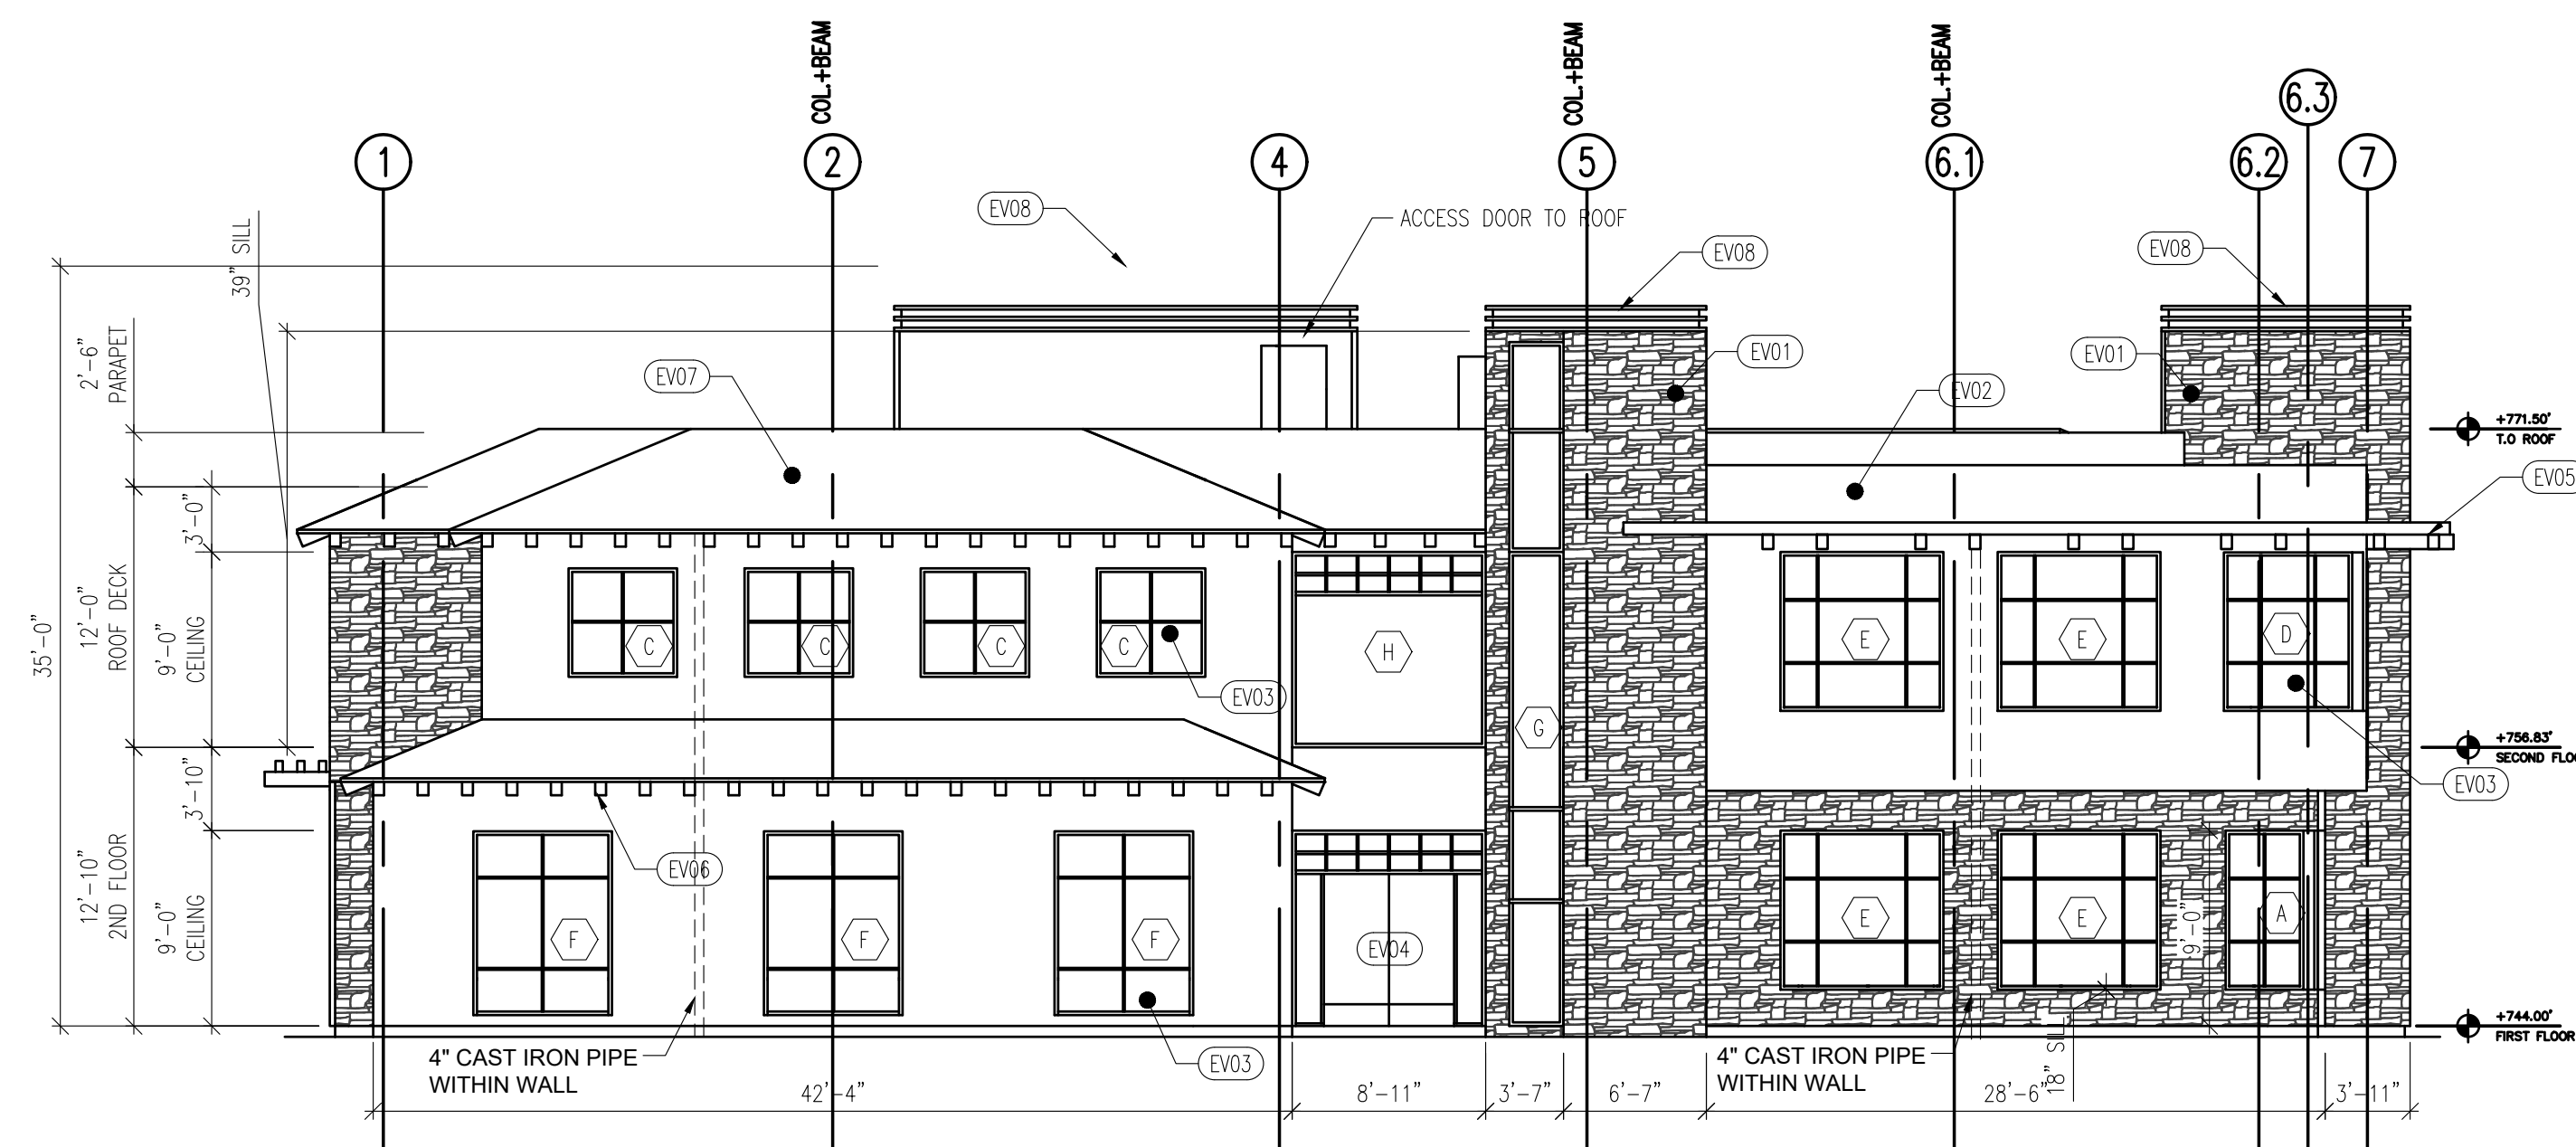 COL.+BEAM
COL.+BEAM
COL.+BEAM
6.3
1
2
4
5
6.1
6.2
7
EV08
ACCESS DOOR TO ROOF
EV08
EV08
39" SILL
2'-6"
PARAPET
EV07
EV01
EV01
EV02
+771.50'
T.O ROOF
EV05
3'-0"
12'-0"
ROOF DECK
9'-0"
CEILING
35'-0"
C
C
C
C
H
E
E
D
EV03
G
+756.83'
SECOND
EV03
3'-10"
12'-10"
2ND FLOOR
9'-0"
CEILING
EV06
F
F
F
EV04
E
E
9'-0"
A
+744.00'
FIRST FLOOR
EV03
4" CAST IRON PIPE
WITHIN WALL
4" CAST IRON PIPE
WITHIN WALL
18" SILL
42'-4"
8'-11"
3'-7"
6'-7"
28'-6"
3'-11"